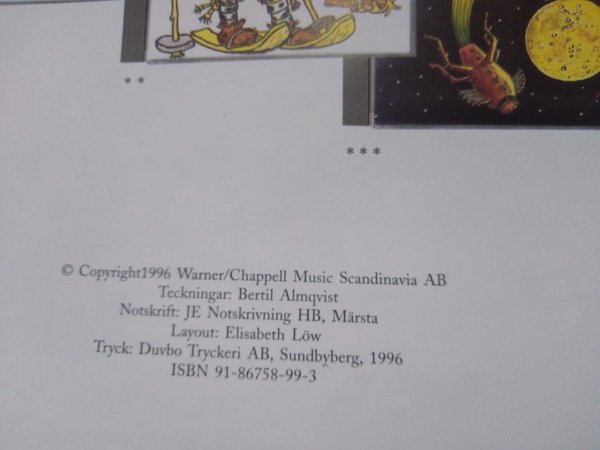 * *
* * *
© Copyright1996 Warner/Chappell Music Scandinavia AB
Teckningar: Bertil Almqvist
Notskrift: JE Notskrivning HB, Märsta
Layout: Elisabeth Löw
Tryck: Duvbo Tryckeri AB, Sundbyberg, 1996
ISBN 91-86758-99-3